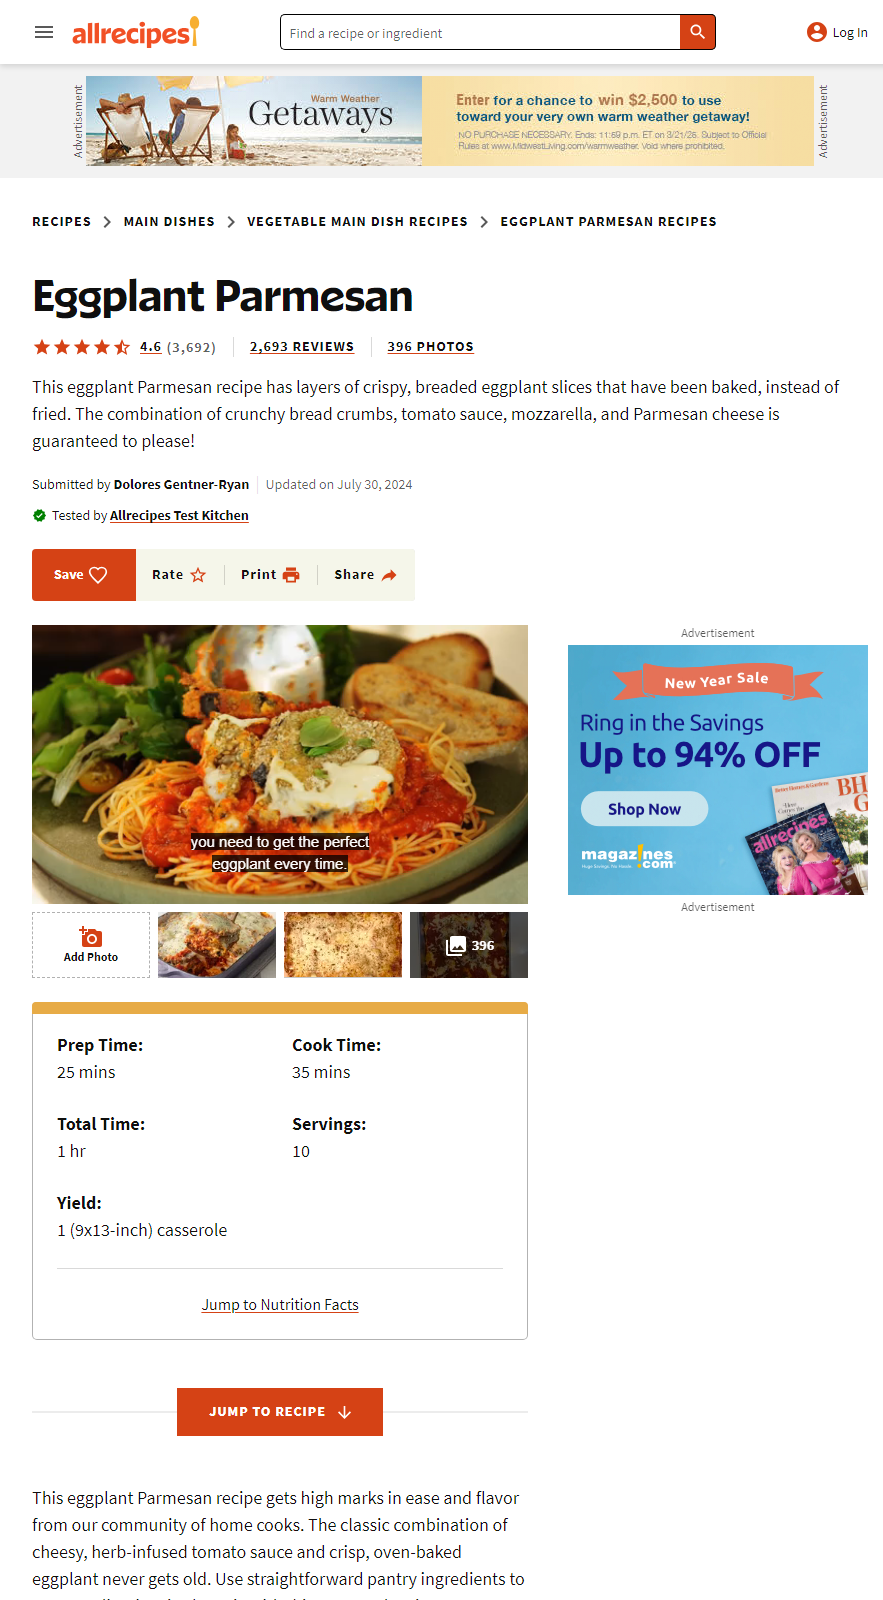 allrecipes
Find a recipe or ingredient
Log In
Advertisement
Warm Weather
Getaways
Enter for a chance to win $2,500 to use
toward your very own warm weather getaway!
NO PURCHASE NECESSARY. Ends: 11:59 p.m. ET on 3/21/25. Subject to Official
Rules at www.MidwestLiving.com/warmweather. Void where prohibited.
Advertisement
RECIPES > MAIN DISHES > VEGETABLE MAIN DISH RECIPES > EGGPLANT PARMESAN RECIPES
Eggplant Parmesan
4.6 (3,692) 2,693 REVIEWS 396 PHOTOS
This eggplant Parmesan recipe has layers of crispy, breaded eggplant slices that have been baked, instead of
fried. The combination of crunchy bread crumbs, tomato sauce, mozzarella, and Parmesan cheese is
guaranteed to please!
Submitted by Dolores Gentner-Ryan Updated on July 30, 2024
Tested by Allrecipes Test Kitchen
Save Rate Print Share
you need to get the perfect
eggplant every time.
Add Photo
396
Advertisement
New Year Sale
Ring in the Savings
Up to 94% OFF
Shop Now
magazines
.com
Better Homes & Gardens
BH
G
allrecipes
Advertisement
Prep Time: Cook Time:
25 mins 35 mins
Total Time: Servings:
1 hr 10
Yield:
1 (9x13-inch) casserole
Jump to Nutrition Facts
JUMP TO RECIPE
This eggplant Parmesan recipe gets high marks in ease and flavor
from our community of home cooks. The classic combination of
cheesy, herb-infused tomato sauce and crisp, oven-baked
eggplant never gets old. Use straightforward pantry ingredients to